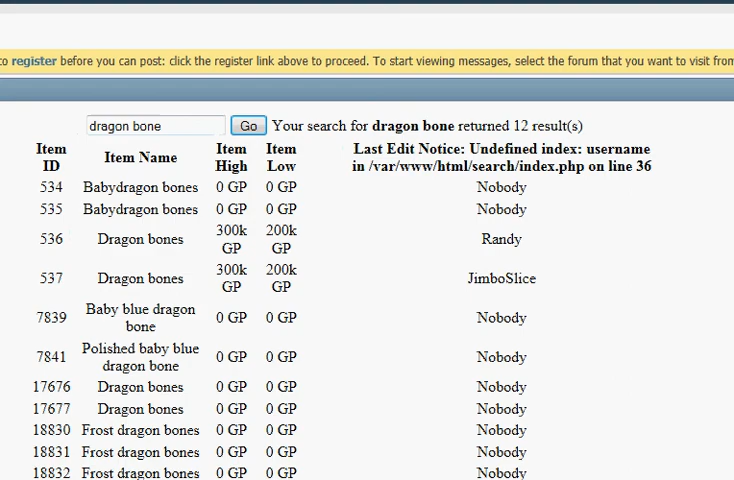 to register before you can post: click the register link above to proceed. To start viewing messages, select the forum that you want to visit from
dragon bone Go Your search for dragon bone returned 12 result(s)
Item ID Item Name Item High Item Low Last Edit Notice: Undefined index: username in /var/www/html/search/index.php on line 36
534 Babydragon bones 0 GP 0 GP Nobody
535 Babydragon bones 0 GP 0 GP Nobody
536 Dragon bones 300k GP 200k GP Randy
537 Dragon bones 300k GP 200k GP JimboSlice
7839 Baby blue dragon bone 0 GP 0 GP Nobody
7841 Polished baby blue dragon bone 0 GP 0 GP Nobody
17676 Dragon bones 0 GP 0 GP Nobody
17677 Dragon bones 0 GP 0 GP Nobody
18830 Frost dragon bones 0 GP 0 GP Nobody
18831 Frost dragon bones 0 GP 0 GP Nobody
18832 Frost dragon bones 0 GP 0 GP Nobody